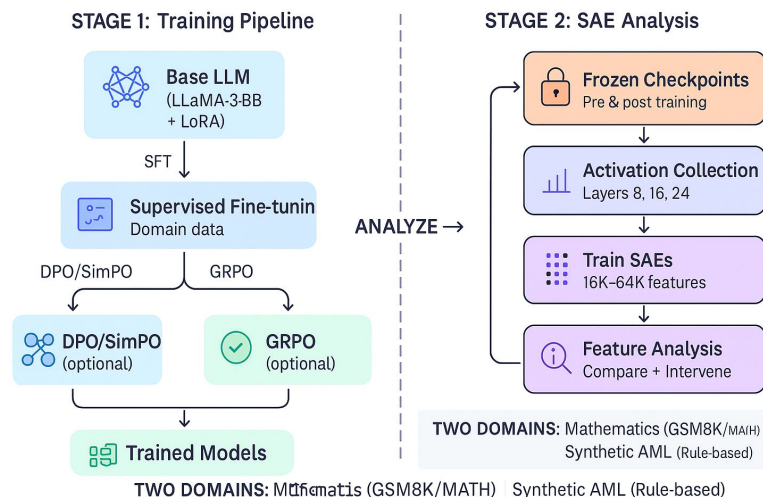 STAGE 1: Training Pipeline
Base LLM
(LLaMA-3-BB
+ LoRA)
SFT
Supervised Fine-tunin
Domain data
DPO/SimPO
GRPO
DPO/SimPO
(optional)
GRPO
(optional)
Trained Models
ANALYZE
STAGE 2: SAE Analysis
Frozen Checkpoints
Pre & post training
Activation Collection
Layers 8, 16, 24
Train SAEs
16K–64K features
Feature Analysis
Compare + Intervene
TWO DOMAINS: Mathematics (GSM8K/MATH)
Synthetic AML (Rule-based)
TWO DOMAINS: (GSM8K/MATH) Synthetic AML (Rule-based)